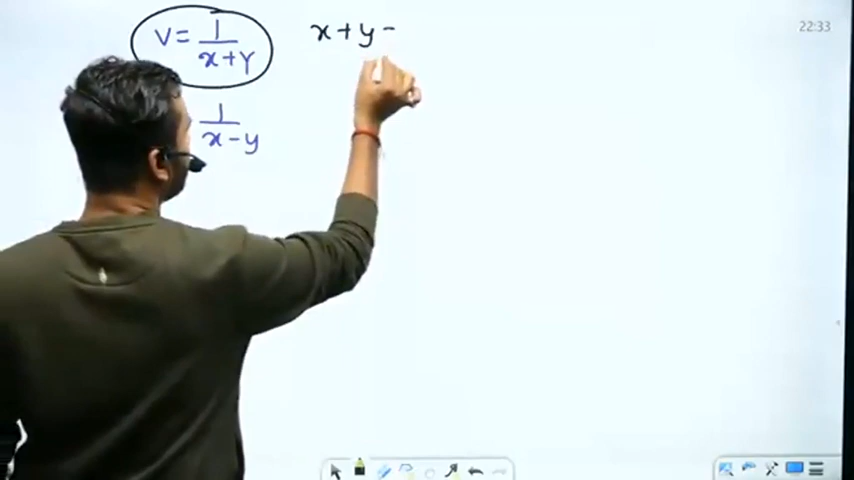 V = 1/(x+y)
x + y -
22:33
1/(x-y)